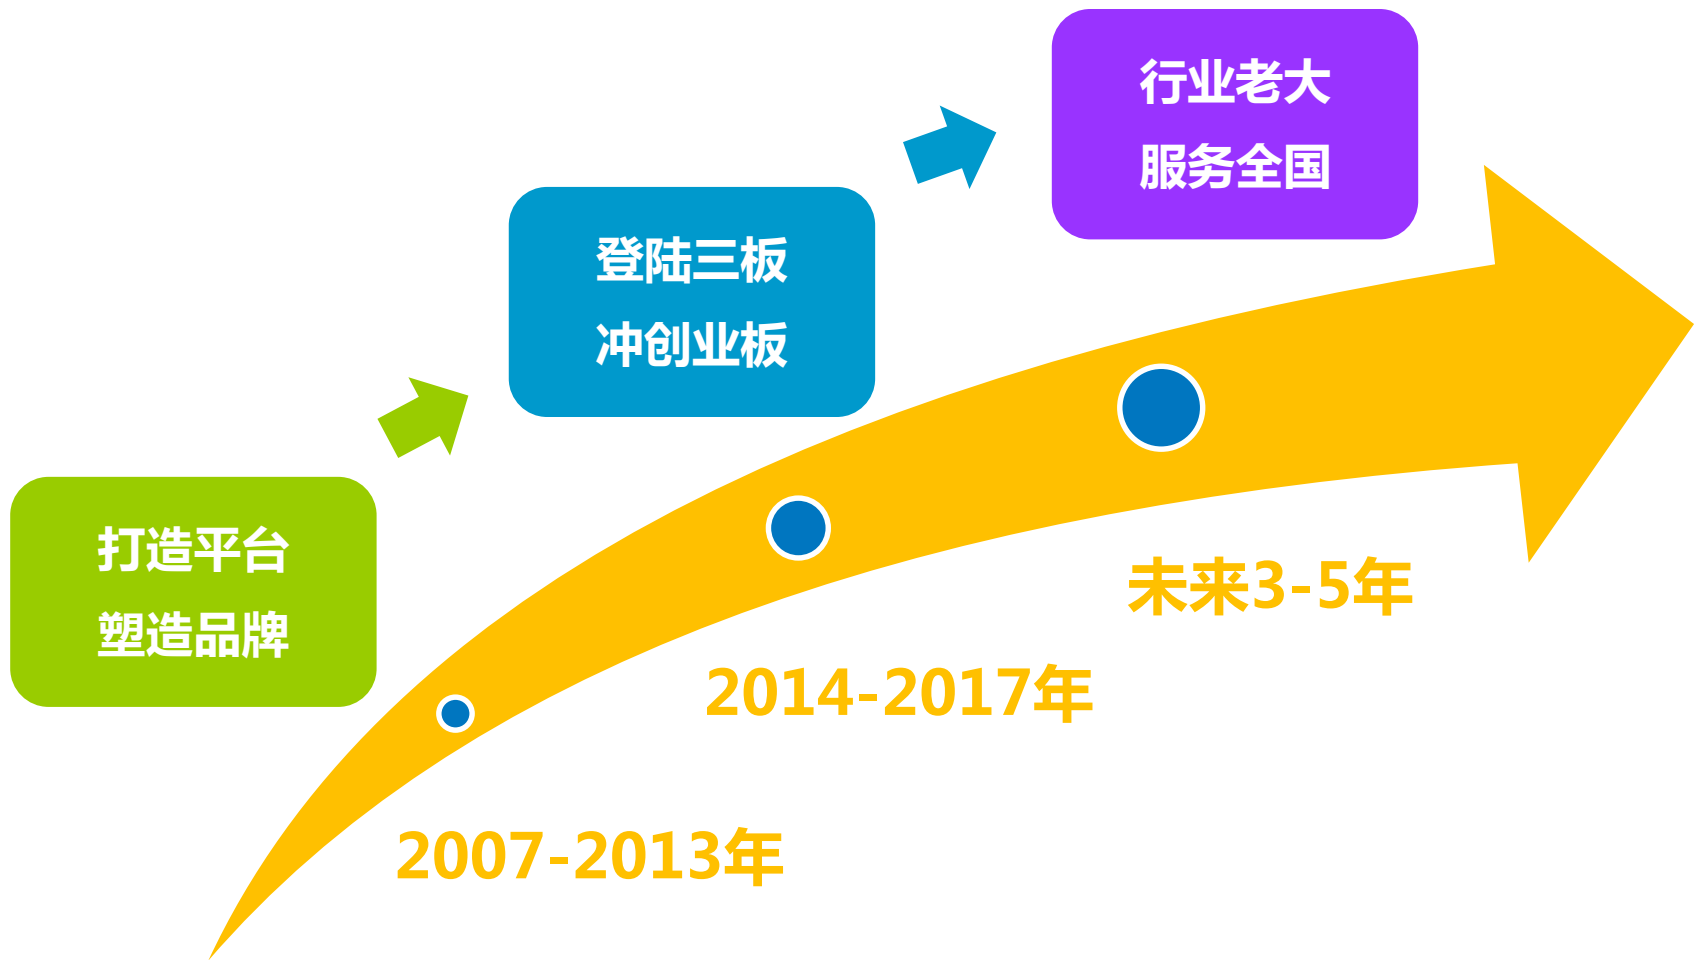 行业老大
服务全国
登陆三板
冲创业板
打造平台
塑造品牌
未来3-5年
2014-2017年
2007-2013年